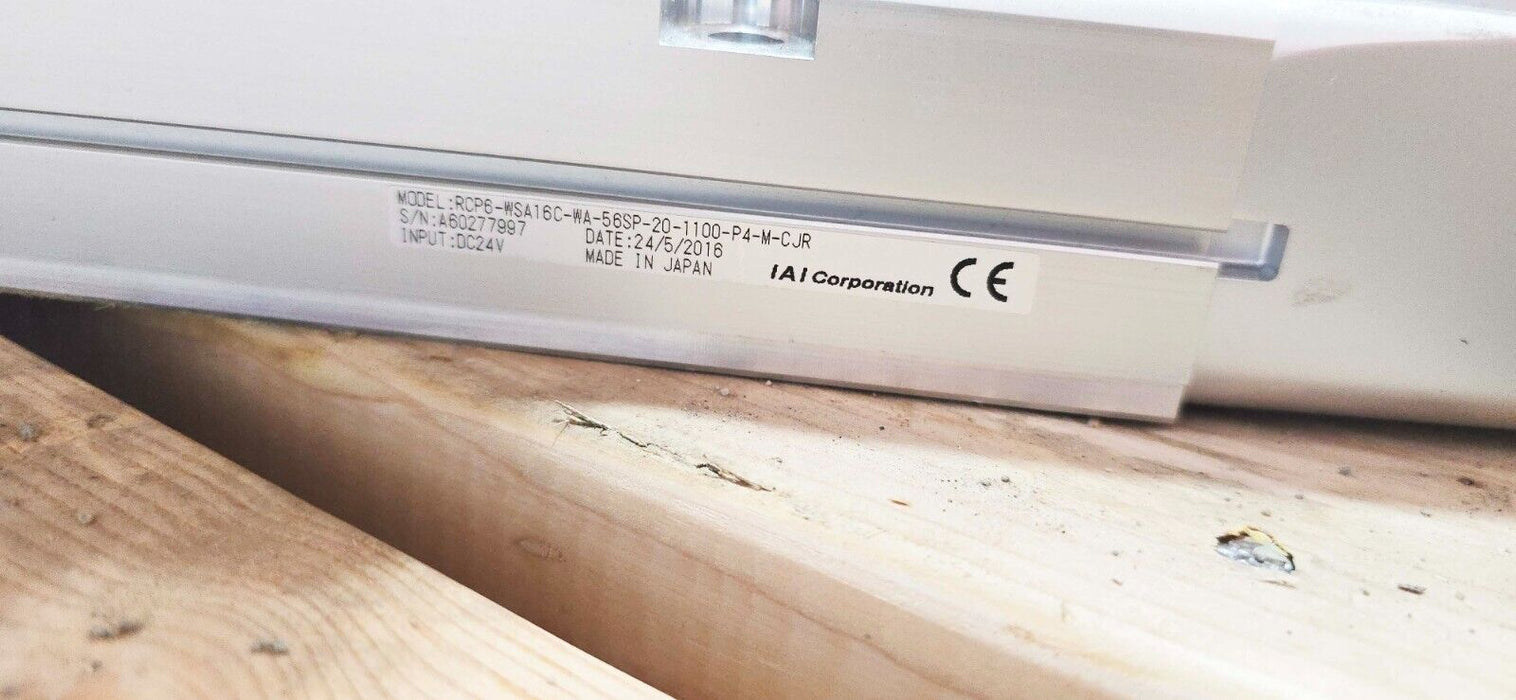 MODEL:RCP6-WSA16C-WA-56SP-20-1100-P4-M-CJR
S/N:A60277997 DATE:24/5/2016
INPUT:DC24V MADE IN JAPAN
IAI Corporation CE